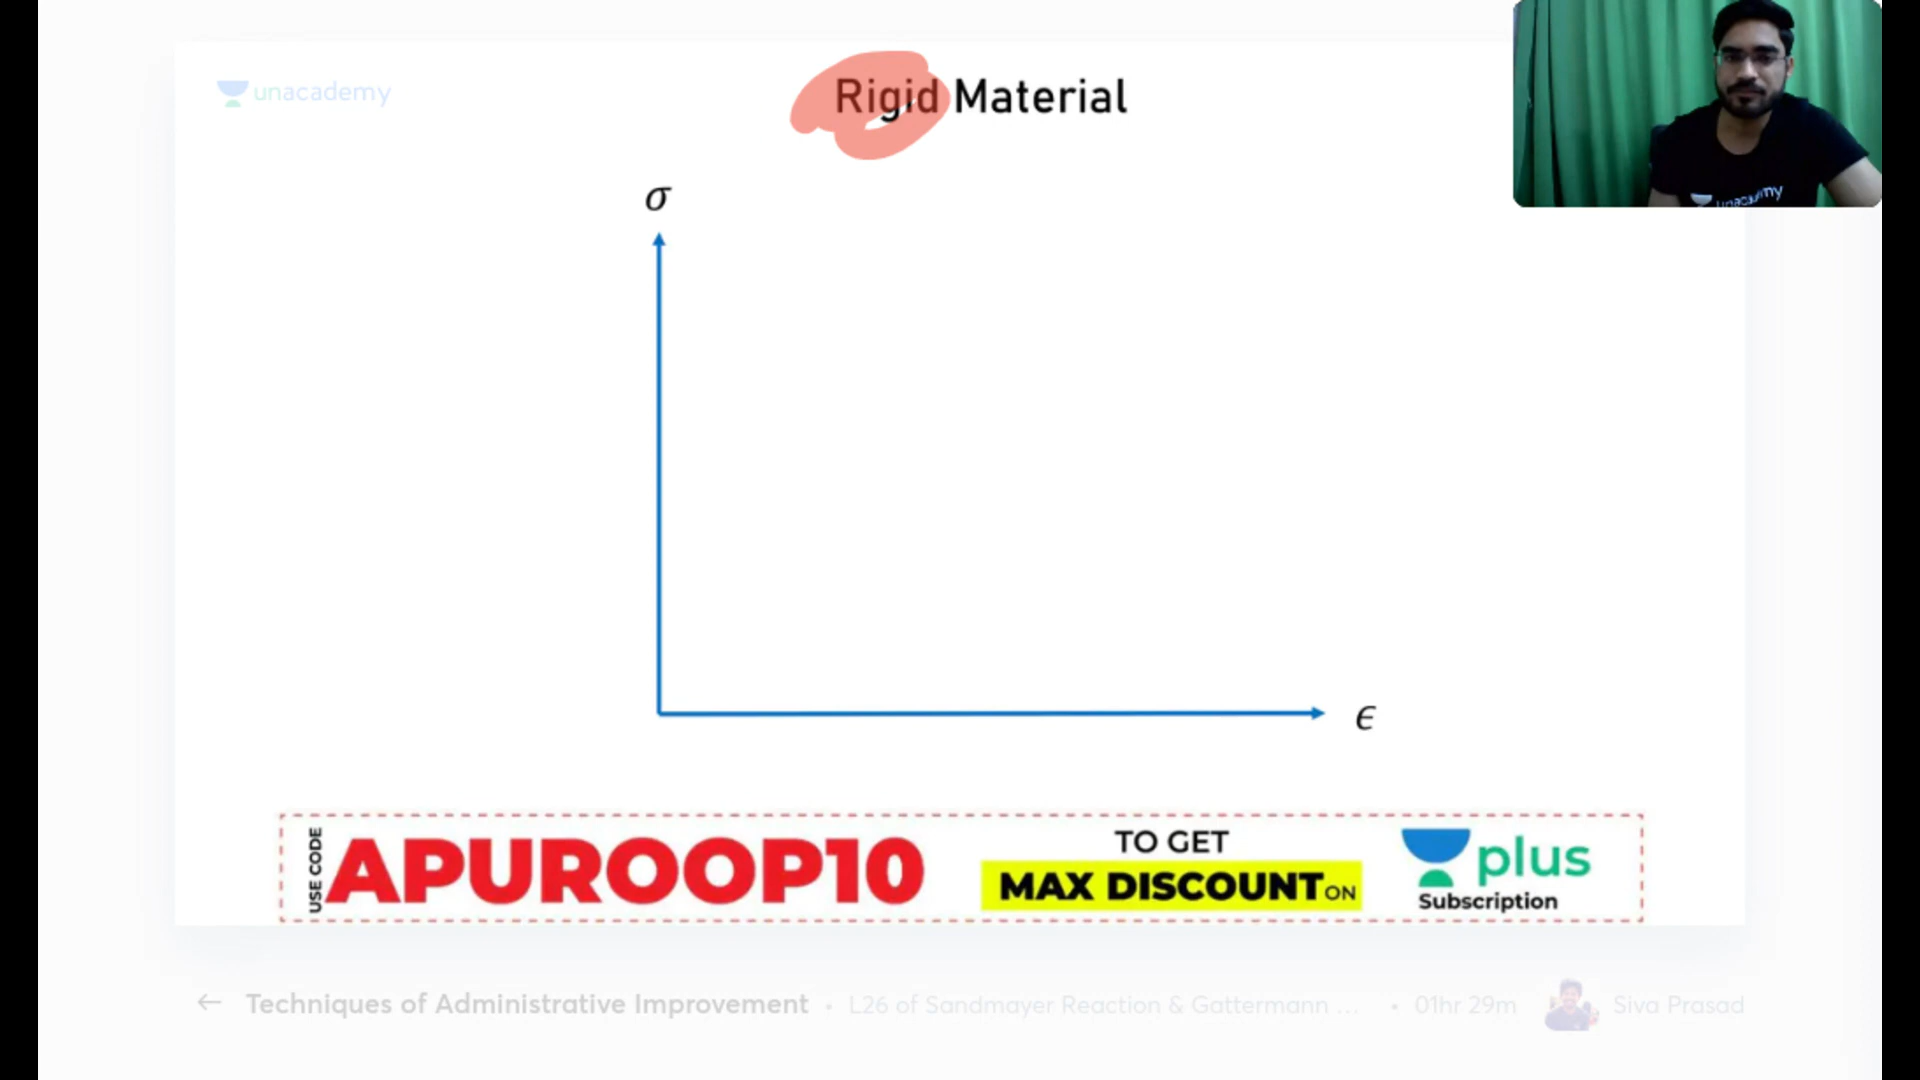 unacademy
Rigid Material
unacademy
σ
ϵ
USE CODE
APUROOP10
TO GET
MAX DISCOUNT ON
plus
Subscription
← Techniques of Administrative Improvement • L26 of Sandmayer Reaction & Gattermann ... • 01hr 29m Siva Prasad